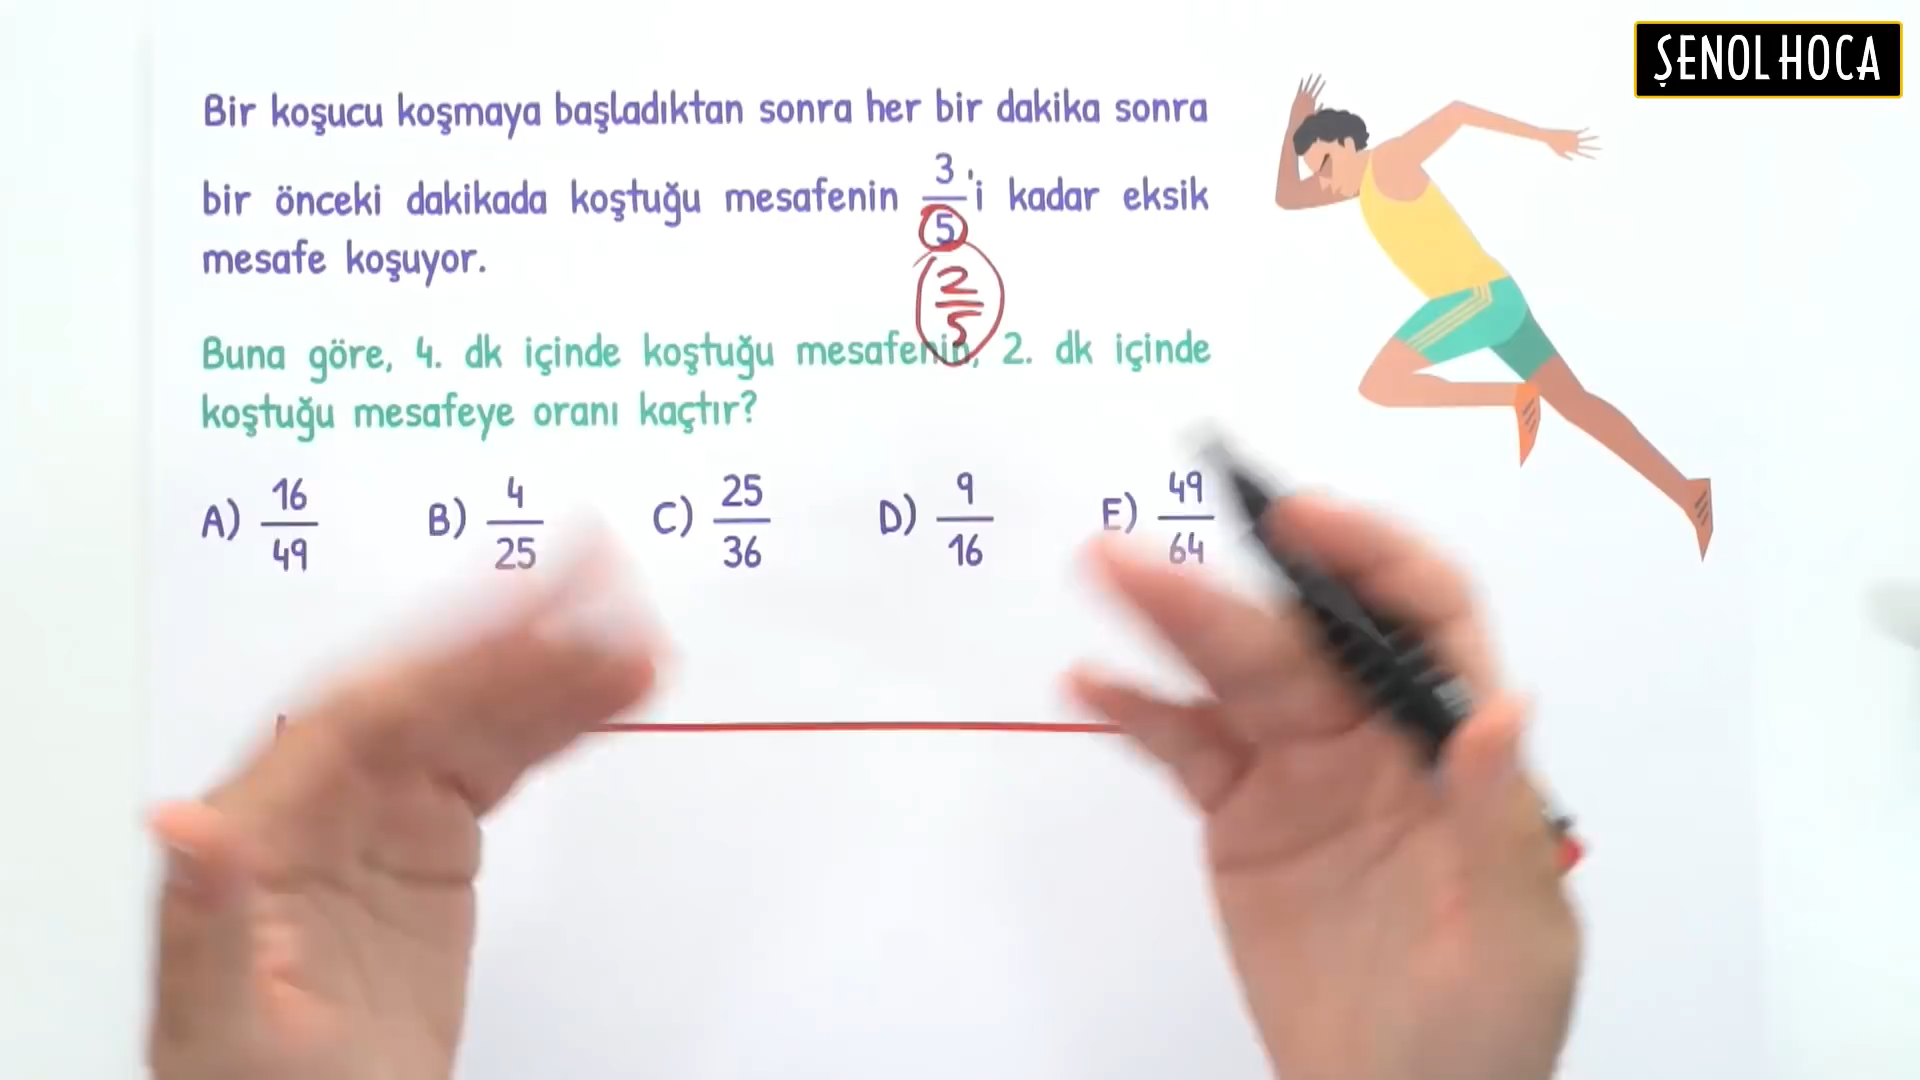 ŞENOL HOCA
Bir koşucu koşmaya başladıktan sonra her bir dakika sonra
bir önceki dakikada koştuğu mesafenin 3/5'i kadar eksik
mesafe koşuyor.
2/5
Buna göre, 4. dk içinde koştuğu mesafenin, 2. dk içinde
koştuğu mesafeye oranı kaçtır?
A) 16/49 B) 4/25 C) 25/36 D) 9/16 E) 49/64